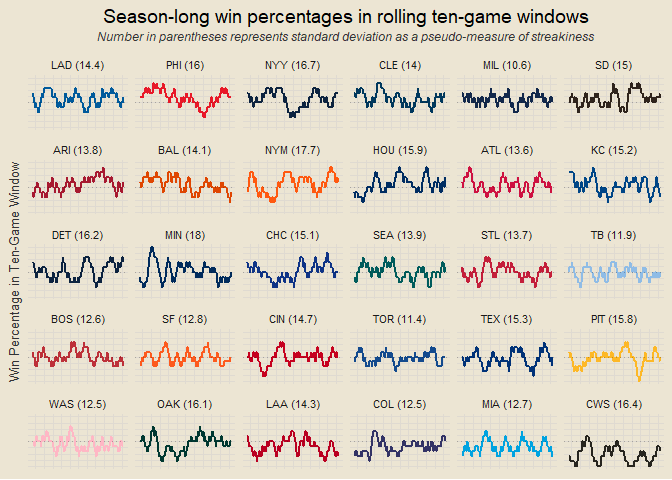 Season-long win percentages in rolling ten-game windows
Number in parentheses represents standard deviation as a pseudo-measure of streakiness
LAD (14.4) PHI (16) NYY (16.7) CLE (14) MIL (10.6) SD (15)
ARI (13.8) BAL (14.1) NYM (17.7) HOU (15.9) ATL (13.6) KC (15.2)
DET (16.2) MIN (18) CHC (15.1) SEA (13.9) STL (13.7) TB (11.9)
BOS (12.6) SF (12.8) CIN (14.7) TOR (11.4) TEX (15.3) PIT (15.8)
WAS (12.5) OAK (16.1) LAA (14.3) COL (12.5) MIA (12.7) CWS (16.4)
Win Percentage in Ten-Game Window